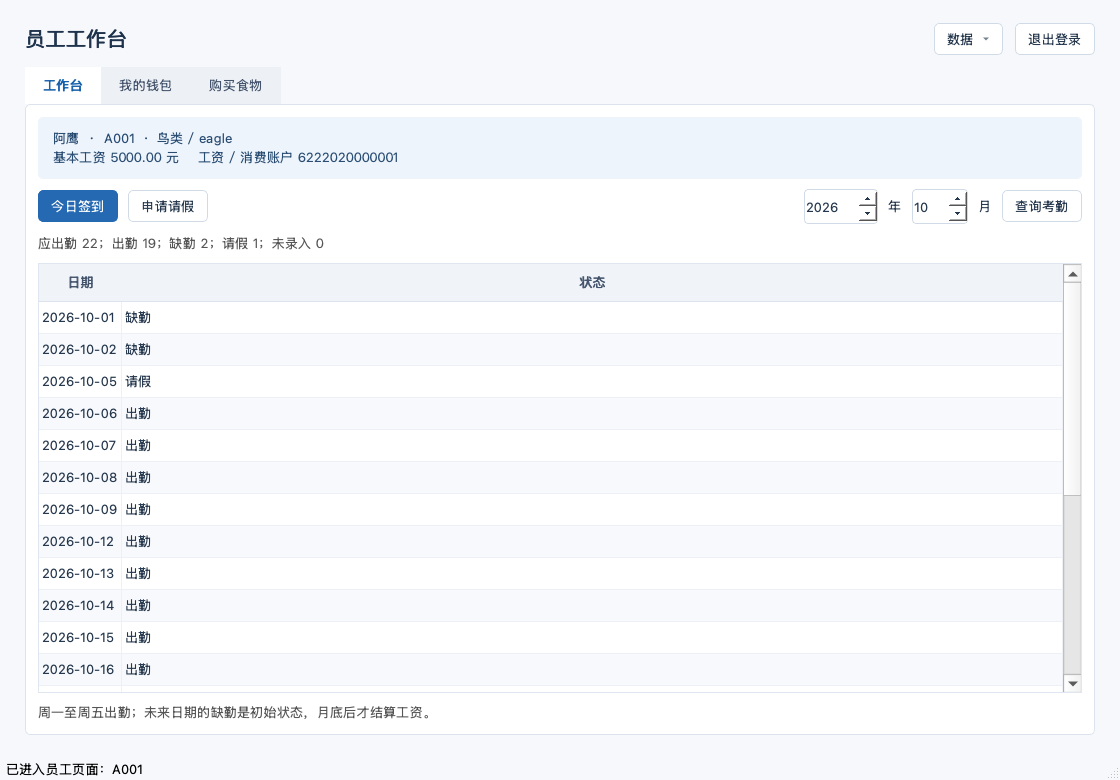 员工工作台
数据
退出登录
工作台 我的钱包 购买食物
阿鹰 · A001 · 鸟类 / eagle
基本工资 5000.00 元 工资 / 消费账户 6222020000001
今日签到 申请请假 2026 年 10 月 查询考勤
应出勤 22；出勤 19；缺勤 2；请假 1；未录入 0
日期 状态
2026-10-01 缺勤
2026-10-02 缺勤
2026-10-05 请假
2026-10-06 出勤
2026-10-07 出勤
2026-10-08 出勤
2026-10-09 出勤
2026-10-12 出勤
2026-10-13 出勤
2026-10-14 出勤
2026-10-15 出勤
2026-10-16 出勤
周一至周五出勤；未来日期的缺勤是初始状态，月底后才结算工资。
已进入员工页面：A001